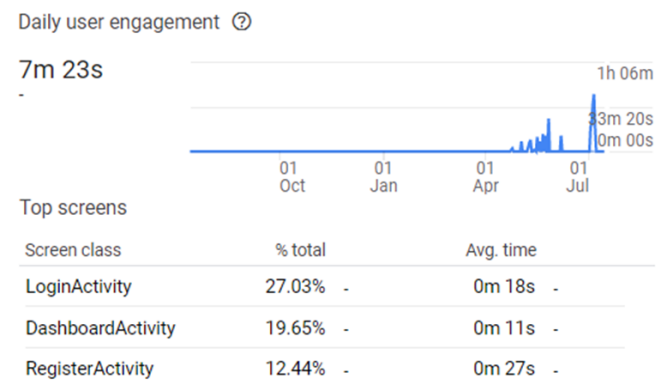 Daily user engagement ?
7m 23s
-
1h 06m
33m 20s
0m 00s
01 Oct
01 Jan
01 Apr
01 Jul
Top screens
Screen class % total Avg. time
LoginActivity 27.03% - 0m 18s -
DashboardActivity 19.65% - 0m 11s -
RegisterActivity 12.44% - 0m 27s -